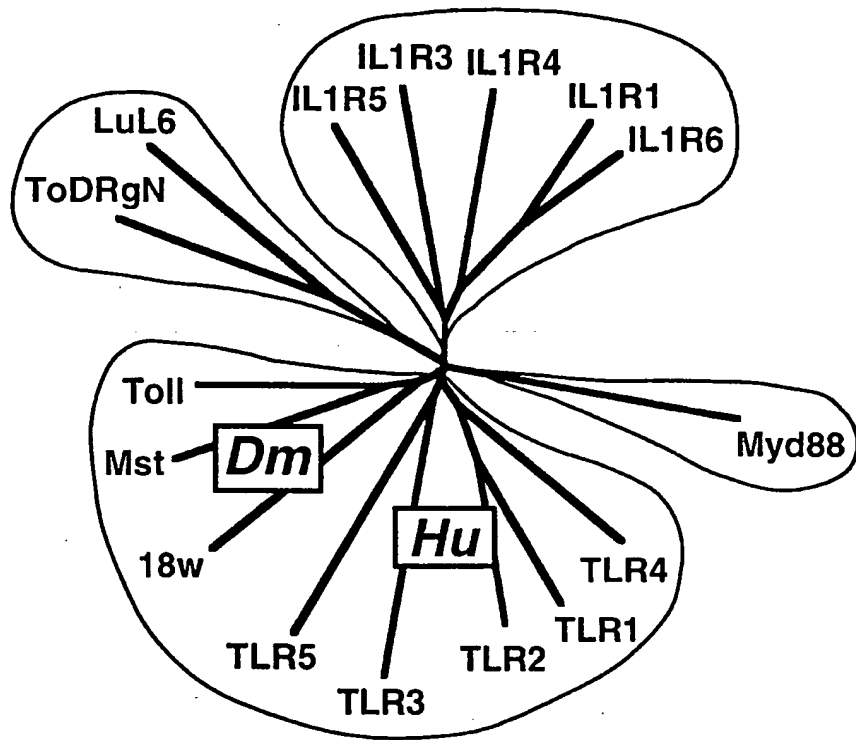 IL1R3 IL1R4
IL1R5
IL1R1
LuL6
IL1R6
ToDRgN
Toll
Myd88
Mst
Dm
Hu
18w
TLR4
TLR1
TLR5
TLR2
TLR3